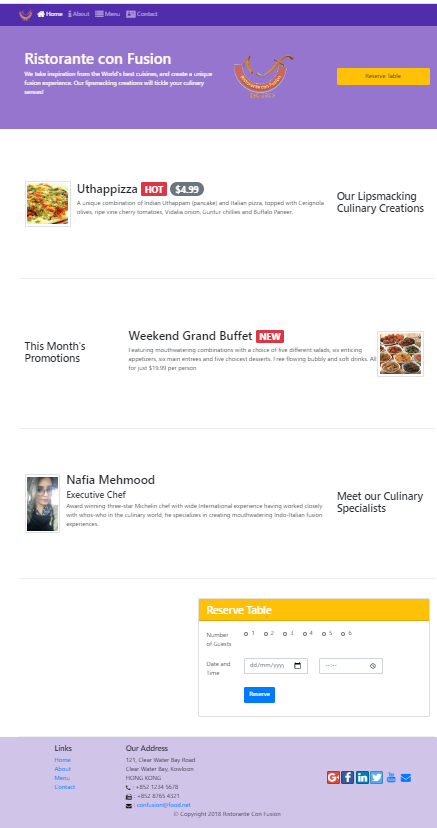 Home About Menu Contact
Ristorante con Fusion
We take inspiration from the World's best cuisines, and create a unique
fusion experience. Our lipsmacking creations will tickle your culinary
senses!
Ristorante con Fusion
Reserve Table
Uthappizza HOT $4.99
A unique combination of Indian Uthappam (pancake) and Italian pizza, topped with Cerignola
olives, ripe vine cherry tomatoes, Vidalia onion, Guntur chillies and Buffalo Paneer.
Our Lipsmacking
Culinary Creations
This Month's
Promotions
Weekend Grand Buffet NEW
Featuring mouthwatering combinations with a choice of five different salads, six enticing
appetizers, six main entrees and five choicest desserts. Free flowing bubbly and soft drinks. All
for just $19.99 per person
Nafia Mehmood
Executive Chef
Award winning three-star Michelin chef with wide International experience having worked closely
with whos-who in the culinary world, he specializes in creating mouthwatering Indo-Italian fusion
experiences.
Meet our Culinary
Specialists
Reserve Table
Number
of Guests
1 2 3 4 5 6
Date and
Time
dd/mm/yyyy
--:--
Reserve
Links
Home
About
Menu
Contact
Our Address
121, Clear Water Bay Road
Clear Water Bay, Kowloon
HONG KONG
: +852 1234 5678
: +852 8765 4321
: confusion@food.net
© Copyright 2018 Ristorante Con Fusion